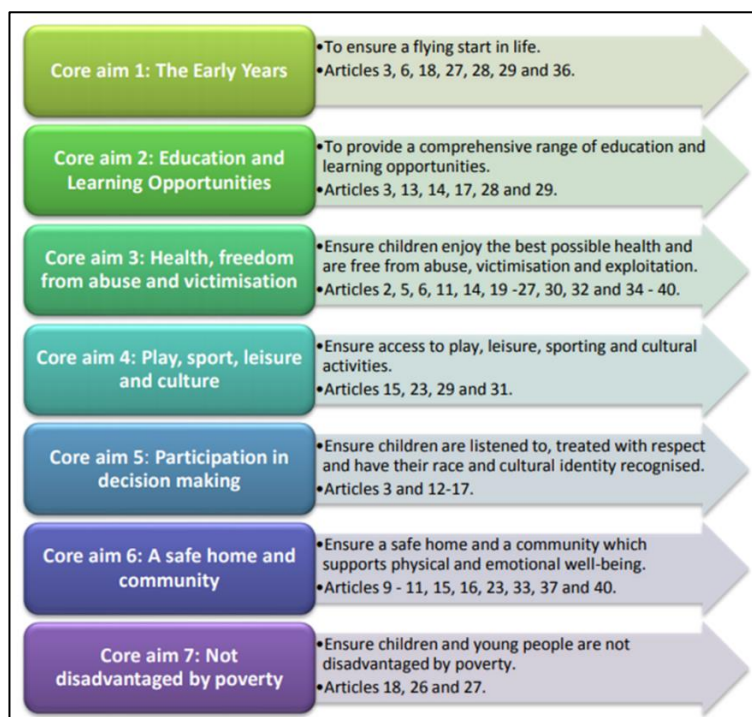 Core aim 1: The Early Years
•To ensure a flying start in life.
•Articles 3, 6, 18, 27, 28, 29 and 36.
Core aim 2: Education and
Learning Opportunities
•To provide a comprehensive range of education and
learning opportunities.
•Articles 3, 13, 14, 17, 28 and 29.
Core aim 3: Health, freedom
from abuse and victimisation
•Ensure children enjoy the best possible health and
are free from abuse, victimisation and exploitation.
•Articles 2, 5, 6, 11, 14, 19 -27, 30, 32 and 34 - 40.
Core aim 4: Play, sport, leisure
and culture
•Ensure access to play, leisure, sporting and cultural
activities.
•Articles 15, 23, 29 and 31.
Core aim 5: Participation in
decision making
•Ensure children are listened to, treated with respect
and have their race and cultural identity recognised.
•Articles 3 and 12-17.
Core aim 6: A safe home and
community
•Ensure a safe home and a community which
supports physical and emotional well-being.
•Articles 9 - 11, 15, 16, 23, 33, 37 and 40.
Core aim 7: Not
disadvantaged by poverty
•Ensure children and young people are not
disadvantaged by poverty.
•Articles 18, 26 and 27.